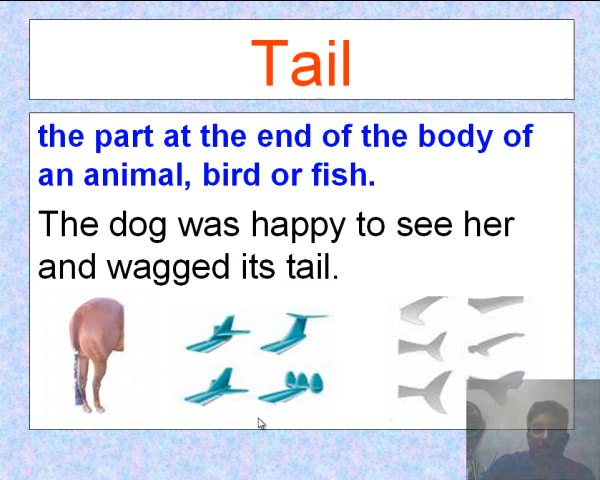 Tail
the part at the end of the body of
an animal, bird or fish.
The dog was happy to see her
and wagged its tail.